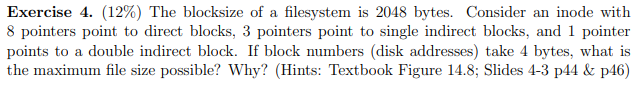 Exercise 4. (12%) The blocksize of a filesystem is 2048 bytes. Consider an inode with
8 pointers point to direct blocks, 3 pointers point to single indirect blocks, and 1 pointer
points to a double indirect block. If block numbers (disk addresses) take 4 bytes, what is
the maximum file size possible? Why? (Hints: Textbook Figure 14.8; Slides 4-3 p44 & p46)